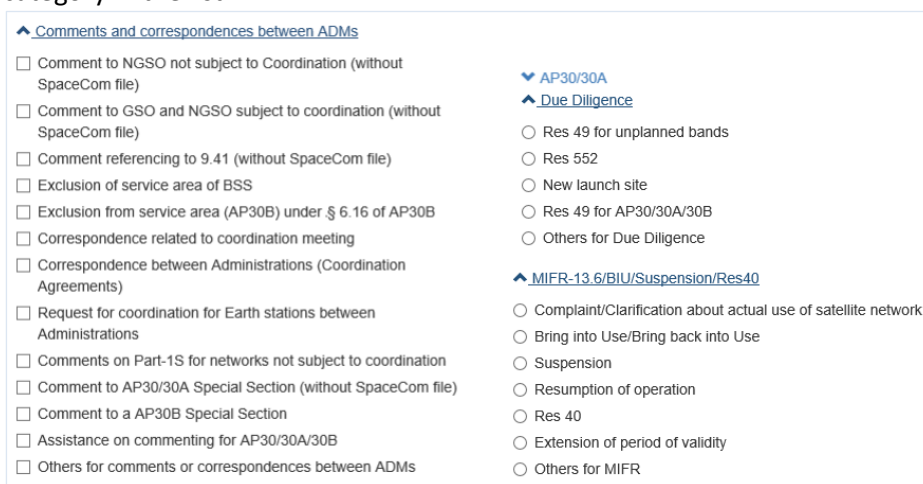 Comments and correspondences between ADMs
Comment to NGSO not subject to Coordination (without
SpaceCom file)
Comment to GSO and NGSO subject to coordination (without
SpaceCom file)
Comment referencing to 9.41 (without SpaceCom file)
Exclusion of service area of BSS
Exclusion from service area (AP30B) under § 6.16 of AP30B
Correspondence related to coordination meeting
Correspondence between Administrations (Coordination
Agreements)
Request for coordination for Earth stations between
Administrations
Comments on Part-1S for networks not subject to coordination
Comment to AP30/30A Special Section (without SpaceCom file)
Comment to a AP30B Special Section
Assistance on commenting for AP30/30A/30B
Others for comments or correspondences between ADMs
AP30/30A
Due Diligence
Res 49 for unplanned bands
Res 552
New launch site
Res 49 for AP30/30A/30B
Others for Due Diligence
MIFR-13.6/BIU/Suspension/Res40
Complaint/Clarification about actual use of satellite network
Bring into Use/Bring back into Use
Suspension
Resumption of operation
Res 40
Extension of period of validity
Others for MIFR